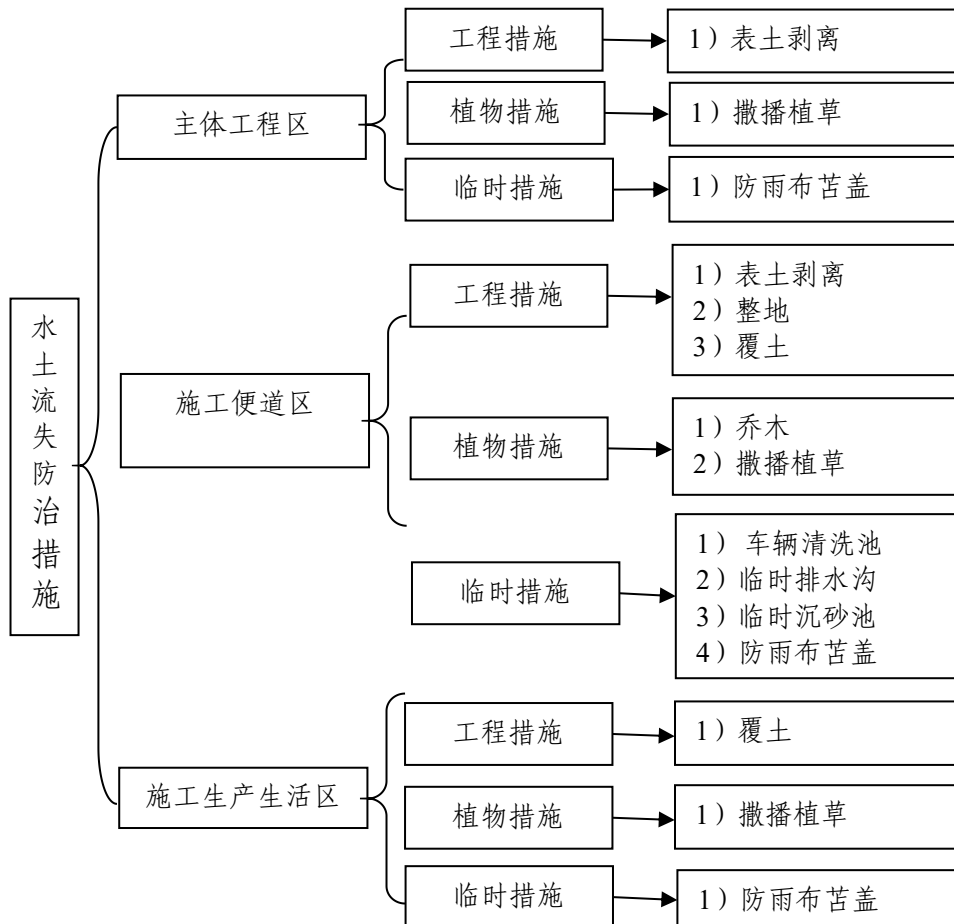 水土流失防治措施
主体工程区
工程措施
1）表土剥离
植物措施
1）撒播植草
临时措施
1）防雨布苫盖
施工便道区
工程措施
1）表土剥离
2）整地
3）覆土
植物措施
1）乔木
2）撒播植草
临时措施
1） 车辆清洗池
2）临时排水沟
3）临时沉砂池
4）防雨布苫盖
施工生产生活区
工程措施
1）覆土
植物措施
1）撒播植草
临时措施
1）防雨布苫盖